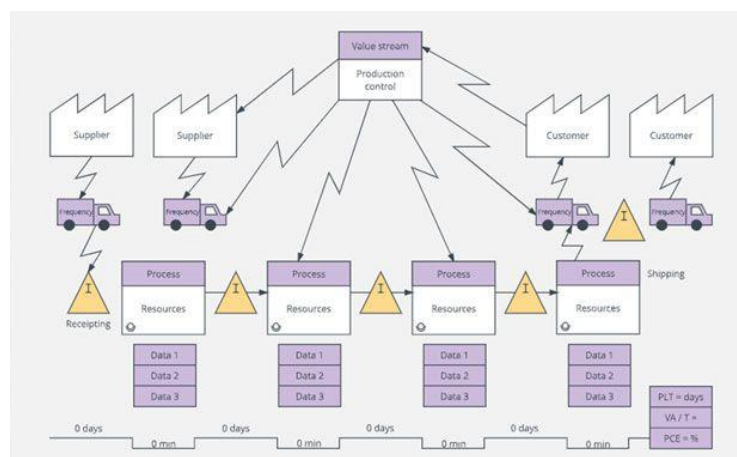 Value stream
Production
control
Supplier
Supplier
Customer
Customer
Frequency
Frequency
Frequency
Frequency
I
I
Receipting
Process
Resources
I
Process
Resources
I
Process
Resources
I
Process
Resources
Shipping
Data 1
Data 2
Data 3
Data 1
Data 2
Data 3
Data 1
Data 2
Data 3
Data 1
Data 2
Data 3
0 days
0 min
0 days
0 min
0 days
0 min
0 days
0 min
PLT = days
VA / T =
PCE = %